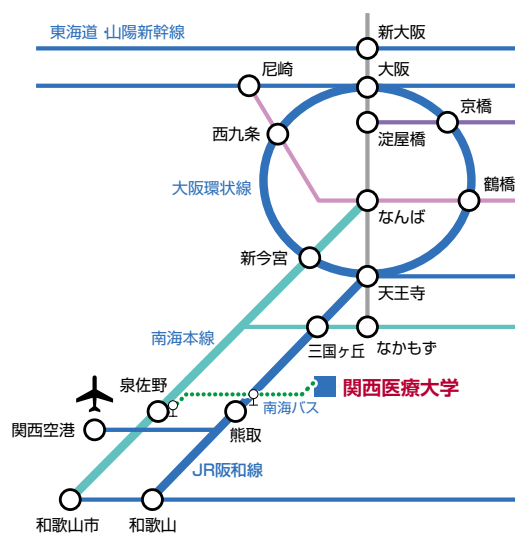 東海道・山陽新幹線
新大阪
尼崎
大阪
京橋
西九条
淀屋橋
大阪環状線
鶴橋
なんば
新今宮
天王寺
南海本線
三国ヶ丘
なかもず
泉佐野
関西医療大学
南海バス
関西空港
熊取
JR阪和線
和歌山市
和歌山